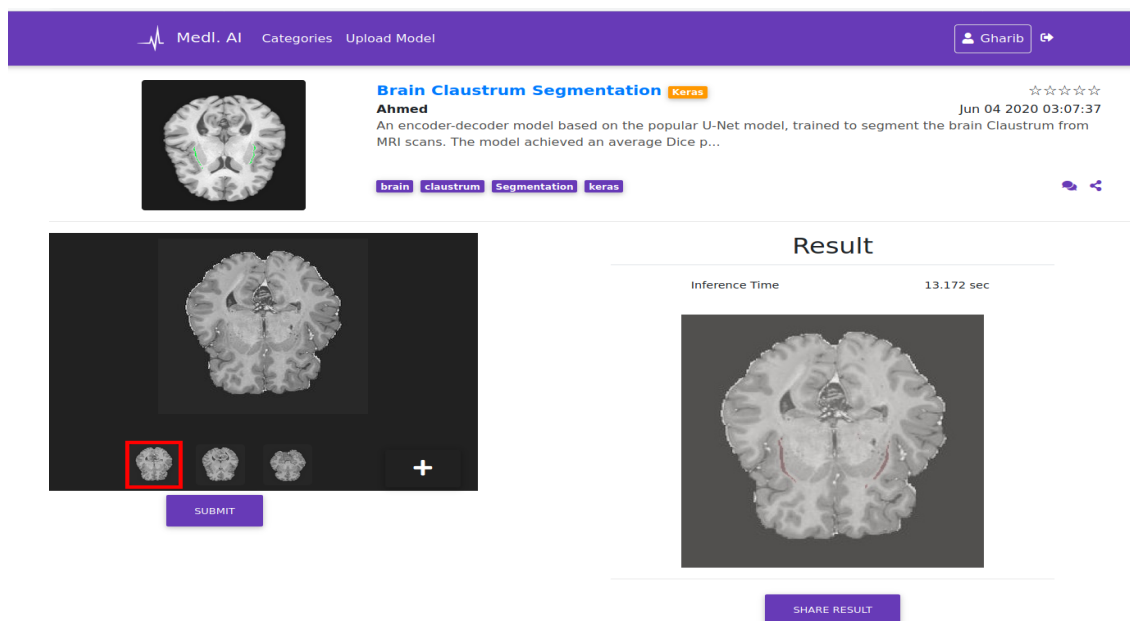 Medl. AI Categories Upload Model Gharib
Brain Claustrum Segmentation Keras
Ahmed Jun 04 2020 03:07:37
An encoder-decoder model based on the popular U-Net model, trained to segment the brain Claustrum from
MRI scans. The model achieved an average Dice p...
brain claustrum Segmentation keras
Result
Inference Time 13.172 sec
SUBMIT
SHARE RESULT